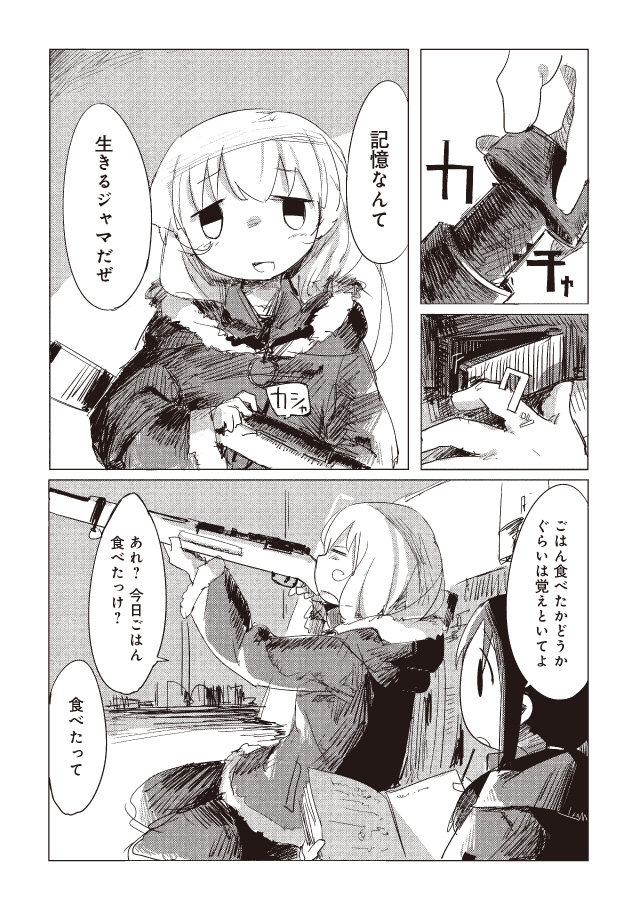 カ
チャ
記憶なんて
生きるジャマだぜ
カシャ
ごはん食べたかどうか
ぐらいは覚えといてよ
あれ？ 今日ごはん
食べたっけ？
食べたって